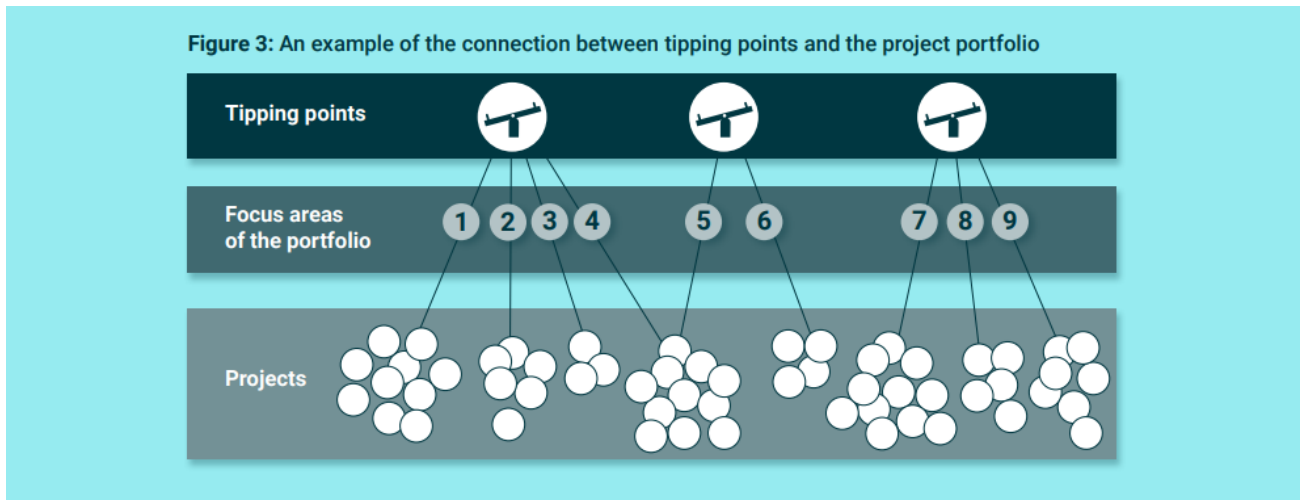 Figure 3: An example of the connection between tipping points and the project portfolio
Tipping points
Focus areas
of the portfolio
1 2 3 4 5 6 7 8 9
Projects